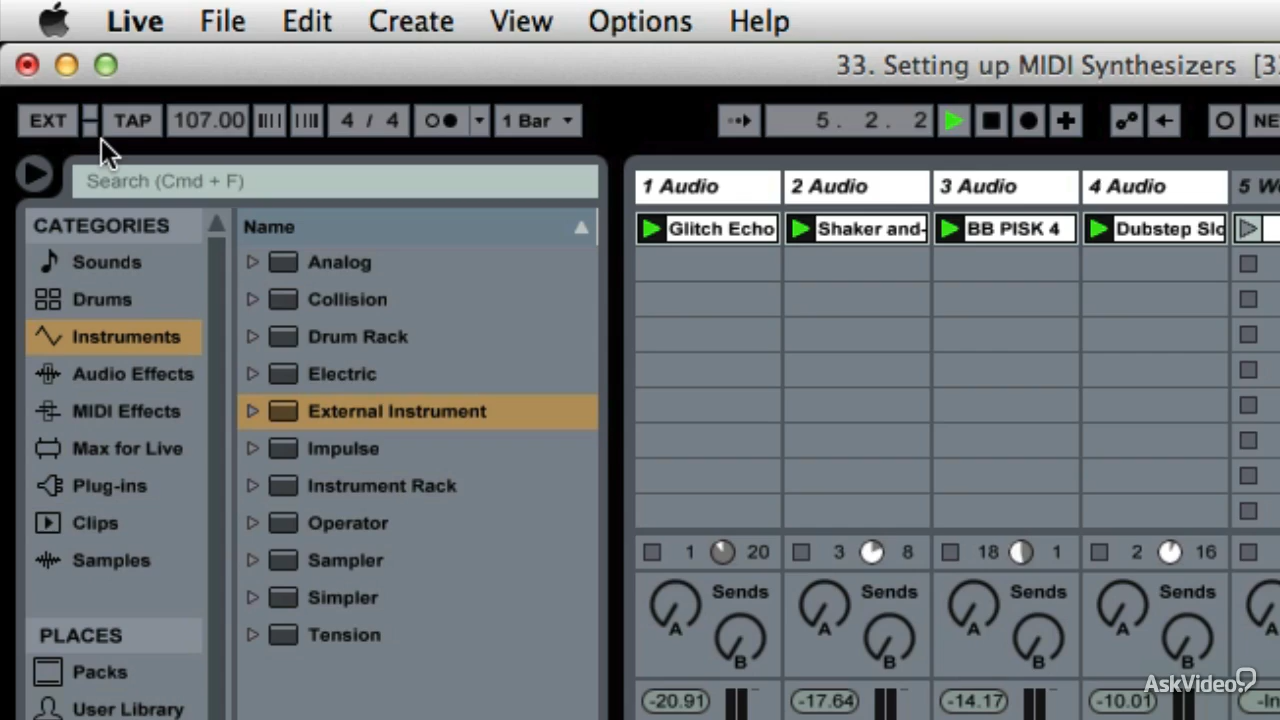 Live File Edit Create View Options Help
33. Setting up MIDI Synthesizers [33
EXT TAP 107.00 4 / 4 1 Bar 5. 2. 2 NE
Search (Cmd + F)
1 Audio 2 Audio 3 Audio 4 Audio 5
CATEGORIES Name
Glitch Echo Shaker and- BB PISK 4 Dubstep Slo
Sounds Analog
Drums Collision
Instruments Drum Rack
Audio Effects Electric
MIDI Effects External Instrument
Max for Live Impulse
Plug-ins Instrument Rack
Clips Operator
Samples Sampler
1 20 3 8 18 1 2 16
Simpler
Sends Sends Sends Sends
PLACES Tension
A A A A
B B B B
Packs
User Library
-20.91 -17.64 -14.17 -10.01 -In
AskVideo?